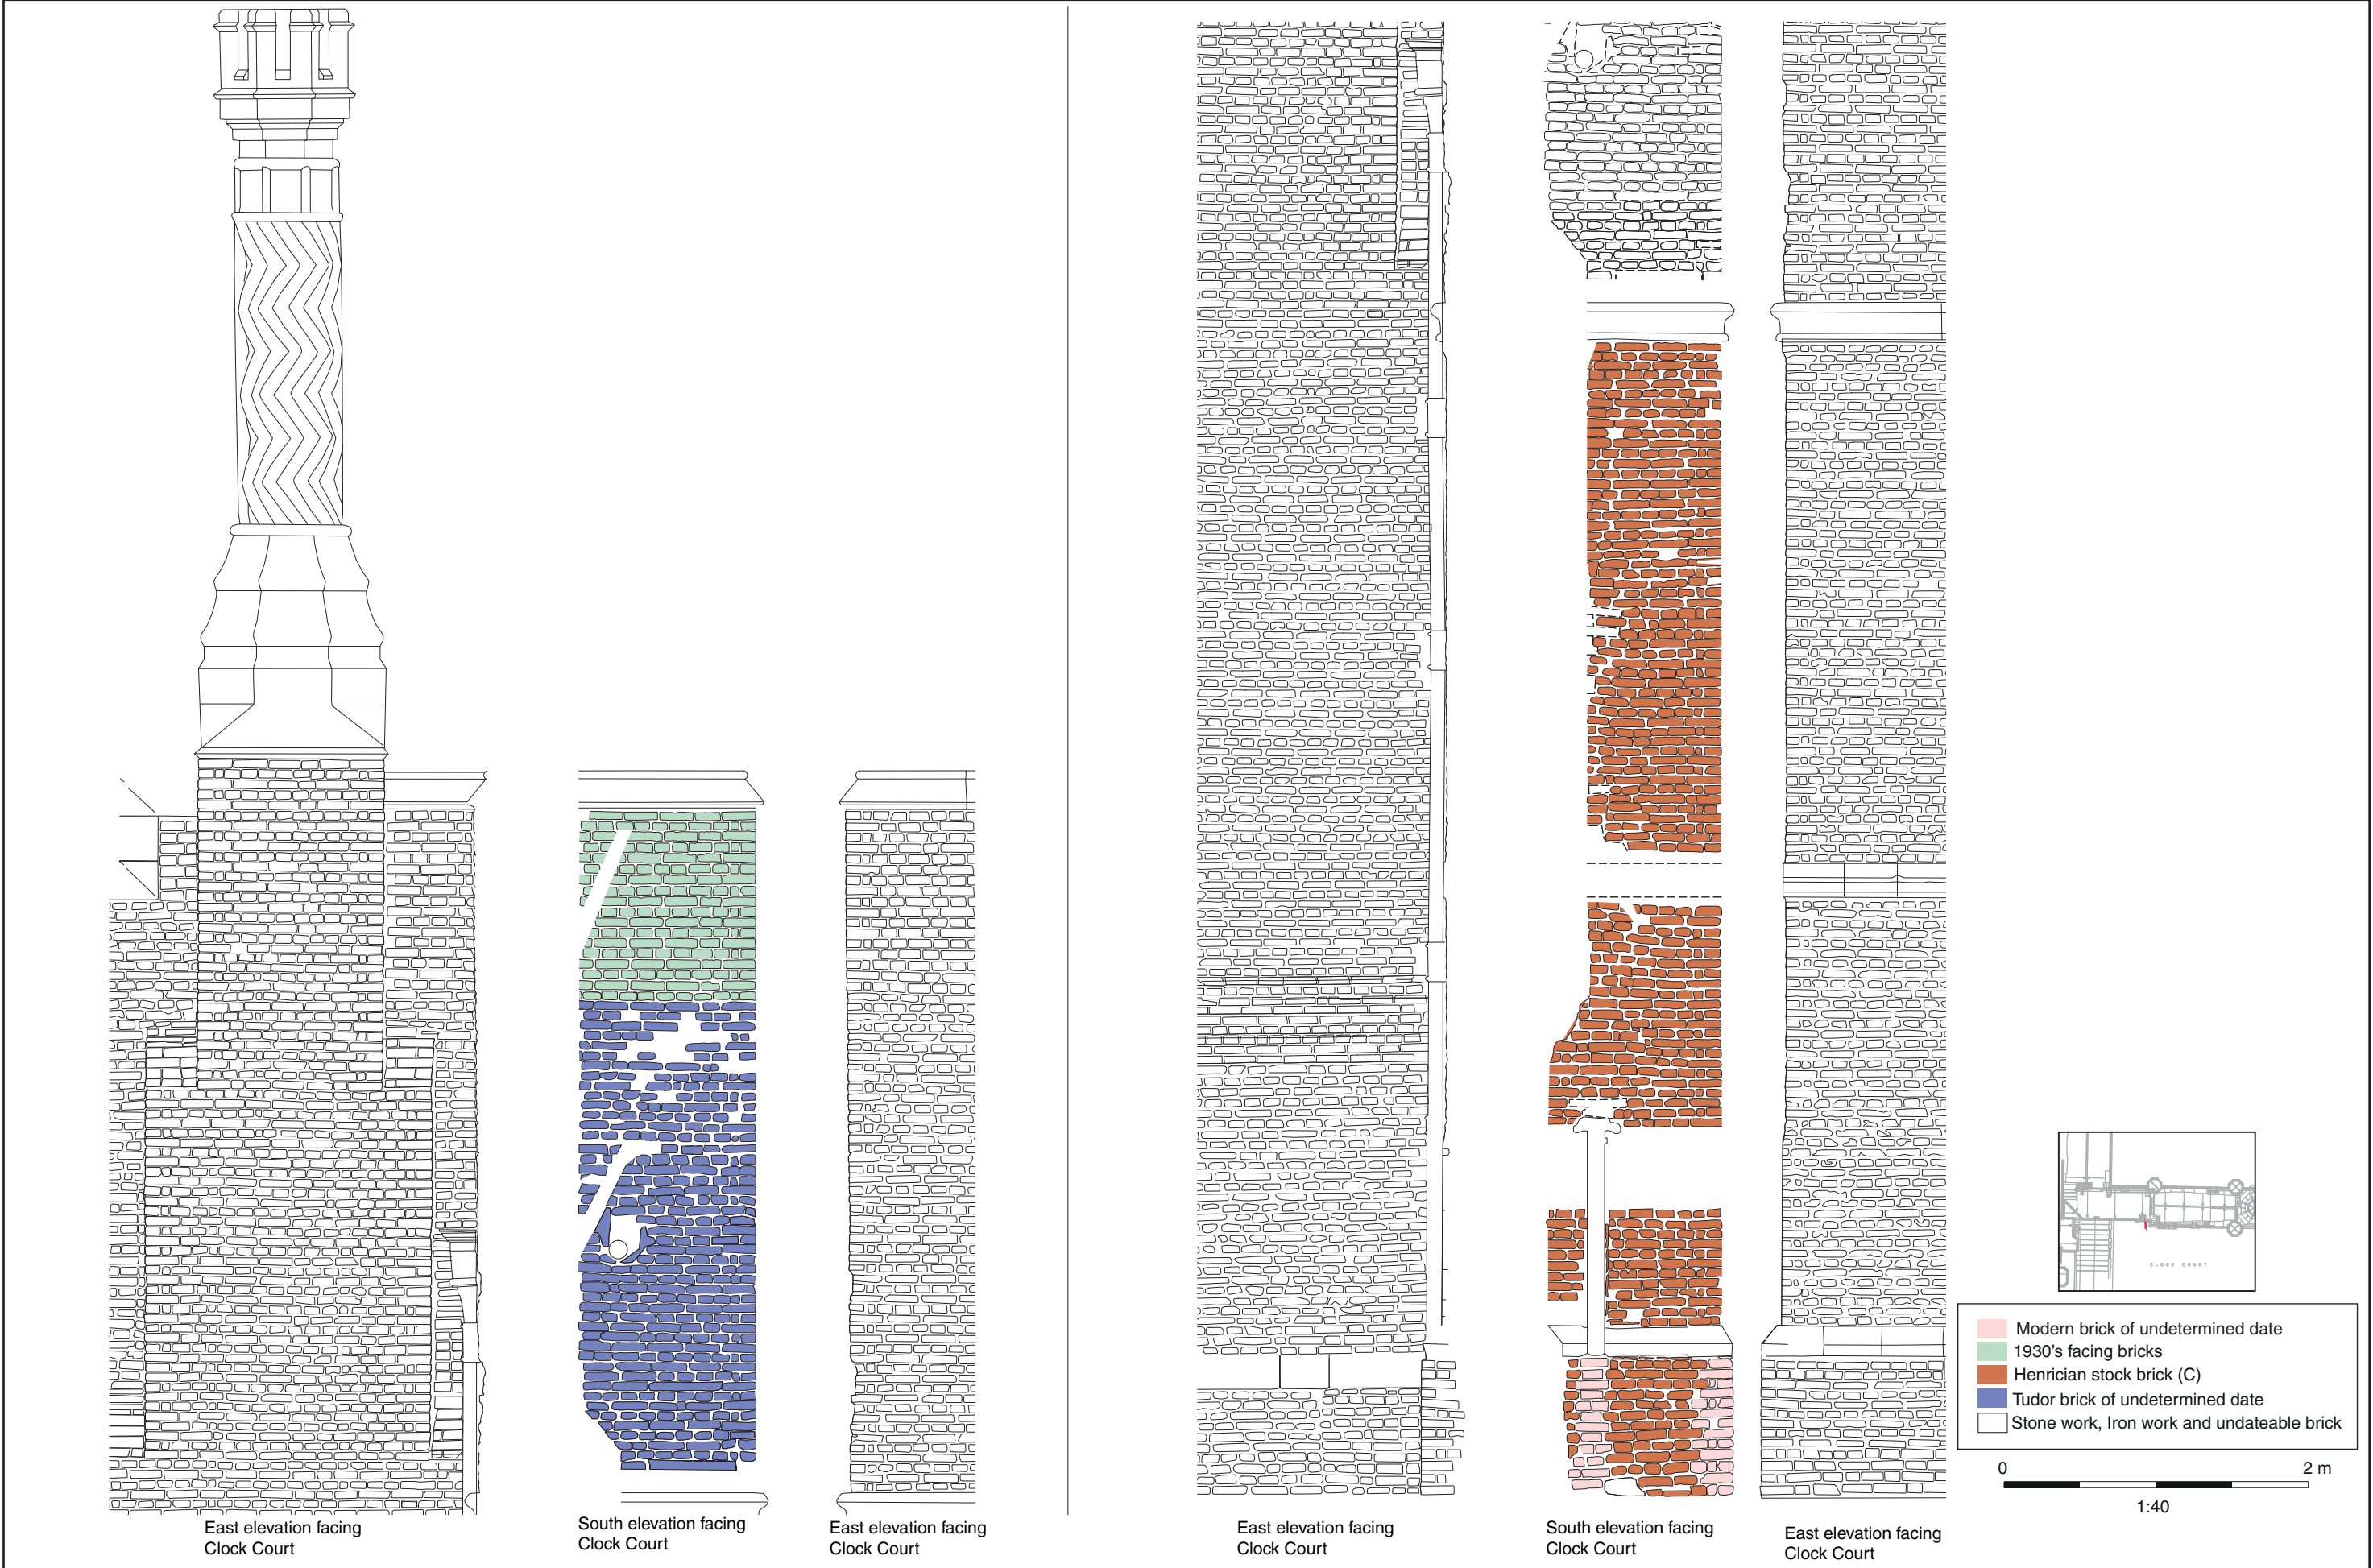 East elevation facing
Clock Court
South elevation facing
Clock Court
East elevation facing
Clock Court
East elevation facing
Clock Court
South elevation facing
Clock Court
East elevation facing
Clock Court
CLOCK COURT
Modern brick of undetermined date
1930's facing bricks
Henrician stock brick (C)
Tudor brick of undetermined date
Stone work, Iron work and undateable brick
0 2 m
1:40